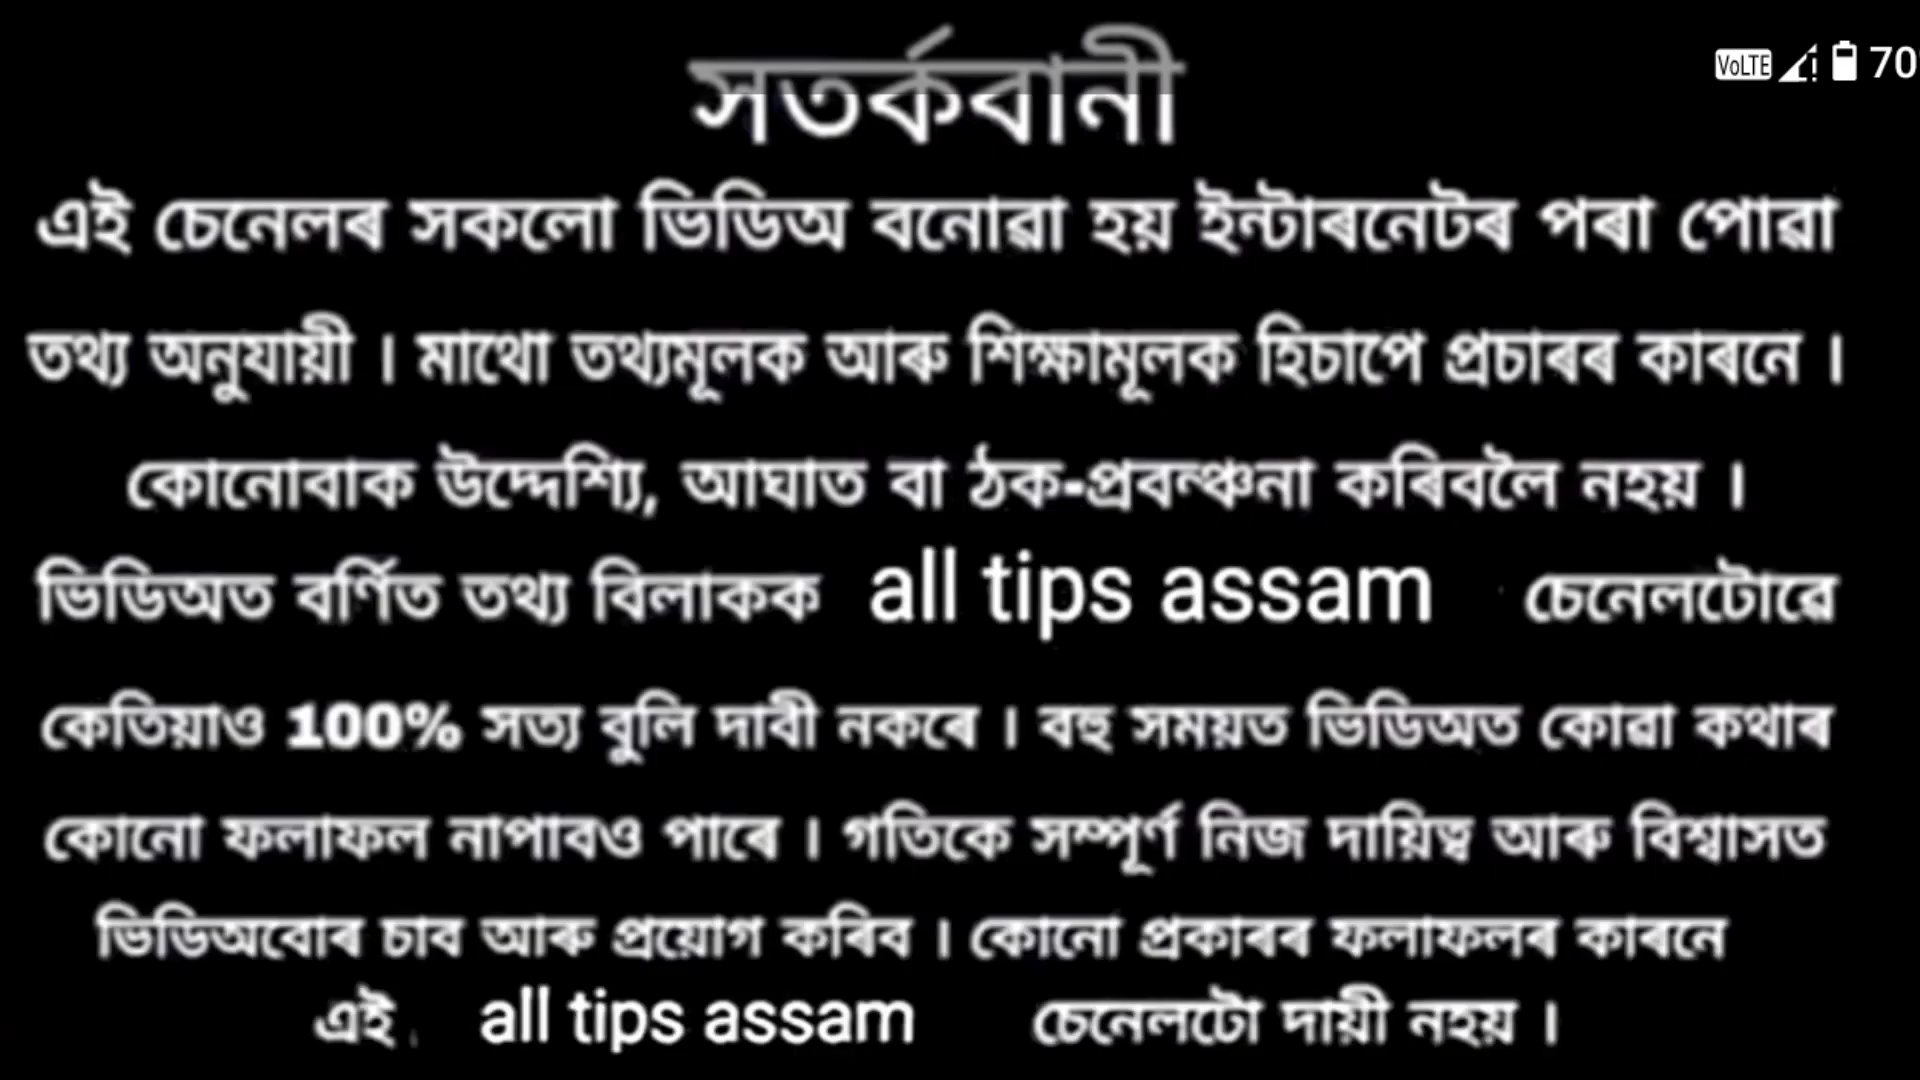 সতৰ্কবানী
VoLTE 70
এই চেনেলৰ সকলো ভিডিঅ বনোৱা হয় ইন্টাৰনেটৰ পৰা পোৱা
তথ্য অনুযায়ী । মাথো তথ্যমূলক আৰু শিক্ষামূলক হিচাপে প্ৰচাৰৰ কাৰনে ।
কোনোবাক উদ্দেশ্যি, আঘাত বা ঠক-প্ৰবন্ঞ্চনা কৰিবলৈ নহয় ।
ভিডিঅত বৰ্ণিত তথ্য বিলাকক all tips assam চেনেলটোৱে
কেতিয়াও 100% সত্য বুলি দাবী নকৰে । বহু সময়ত ভিডিঅত কোৱা কথাৰ
কোনো ফলাফল নাপাবও পাৰে । গতিকে সম্পূৰ্ণ নিজ দায়িত্ব আৰু বিশ্বাসত
ভিডিঅবোৰ চাব আৰু প্ৰয়োগ কৰিব । কোনো প্ৰকাৰৰ ফলাফলৰ কাৰনে
এই all tips assam চেনেলটো দায়ী নহয় ।